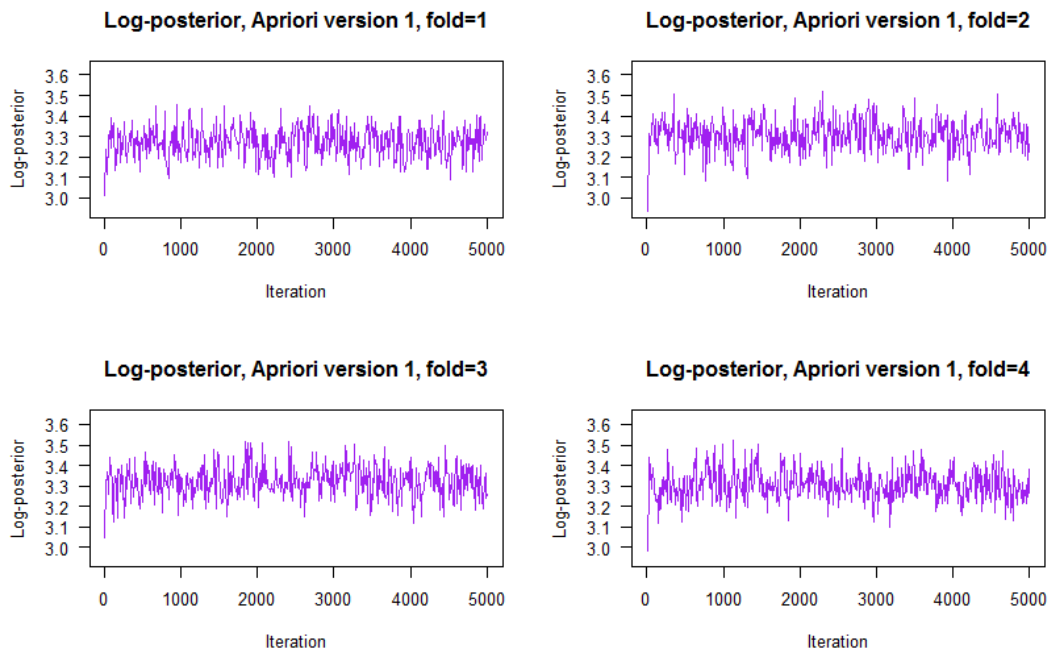 Log-posterior, Apriori version 1, fold=1
Log-posterior
3.6
3.5
3.4
3.3
3.2
3.1
3.0
0 1000 2000 3000 4000 5000
Iteration
Log-posterior, Apriori version 1, fold=2
Log-posterior
3.6
3.5
3.4
3.3
3.2
3.1
3.0
0 1000 2000 3000 4000 5000
Iteration
Log-posterior, Apriori version 1, fold=3
Log-posterior
3.6
3.5
3.4
3.3
3.2
3.1
3.0
0 1000 2000 3000 4000 5000
Iteration
Log-posterior, Apriori version 1, fold=4
Log-posterior
3.6
3.5
3.4
3.3
3.2
3.1
3.0
0 1000 2000 3000 4000 5000
Iteration